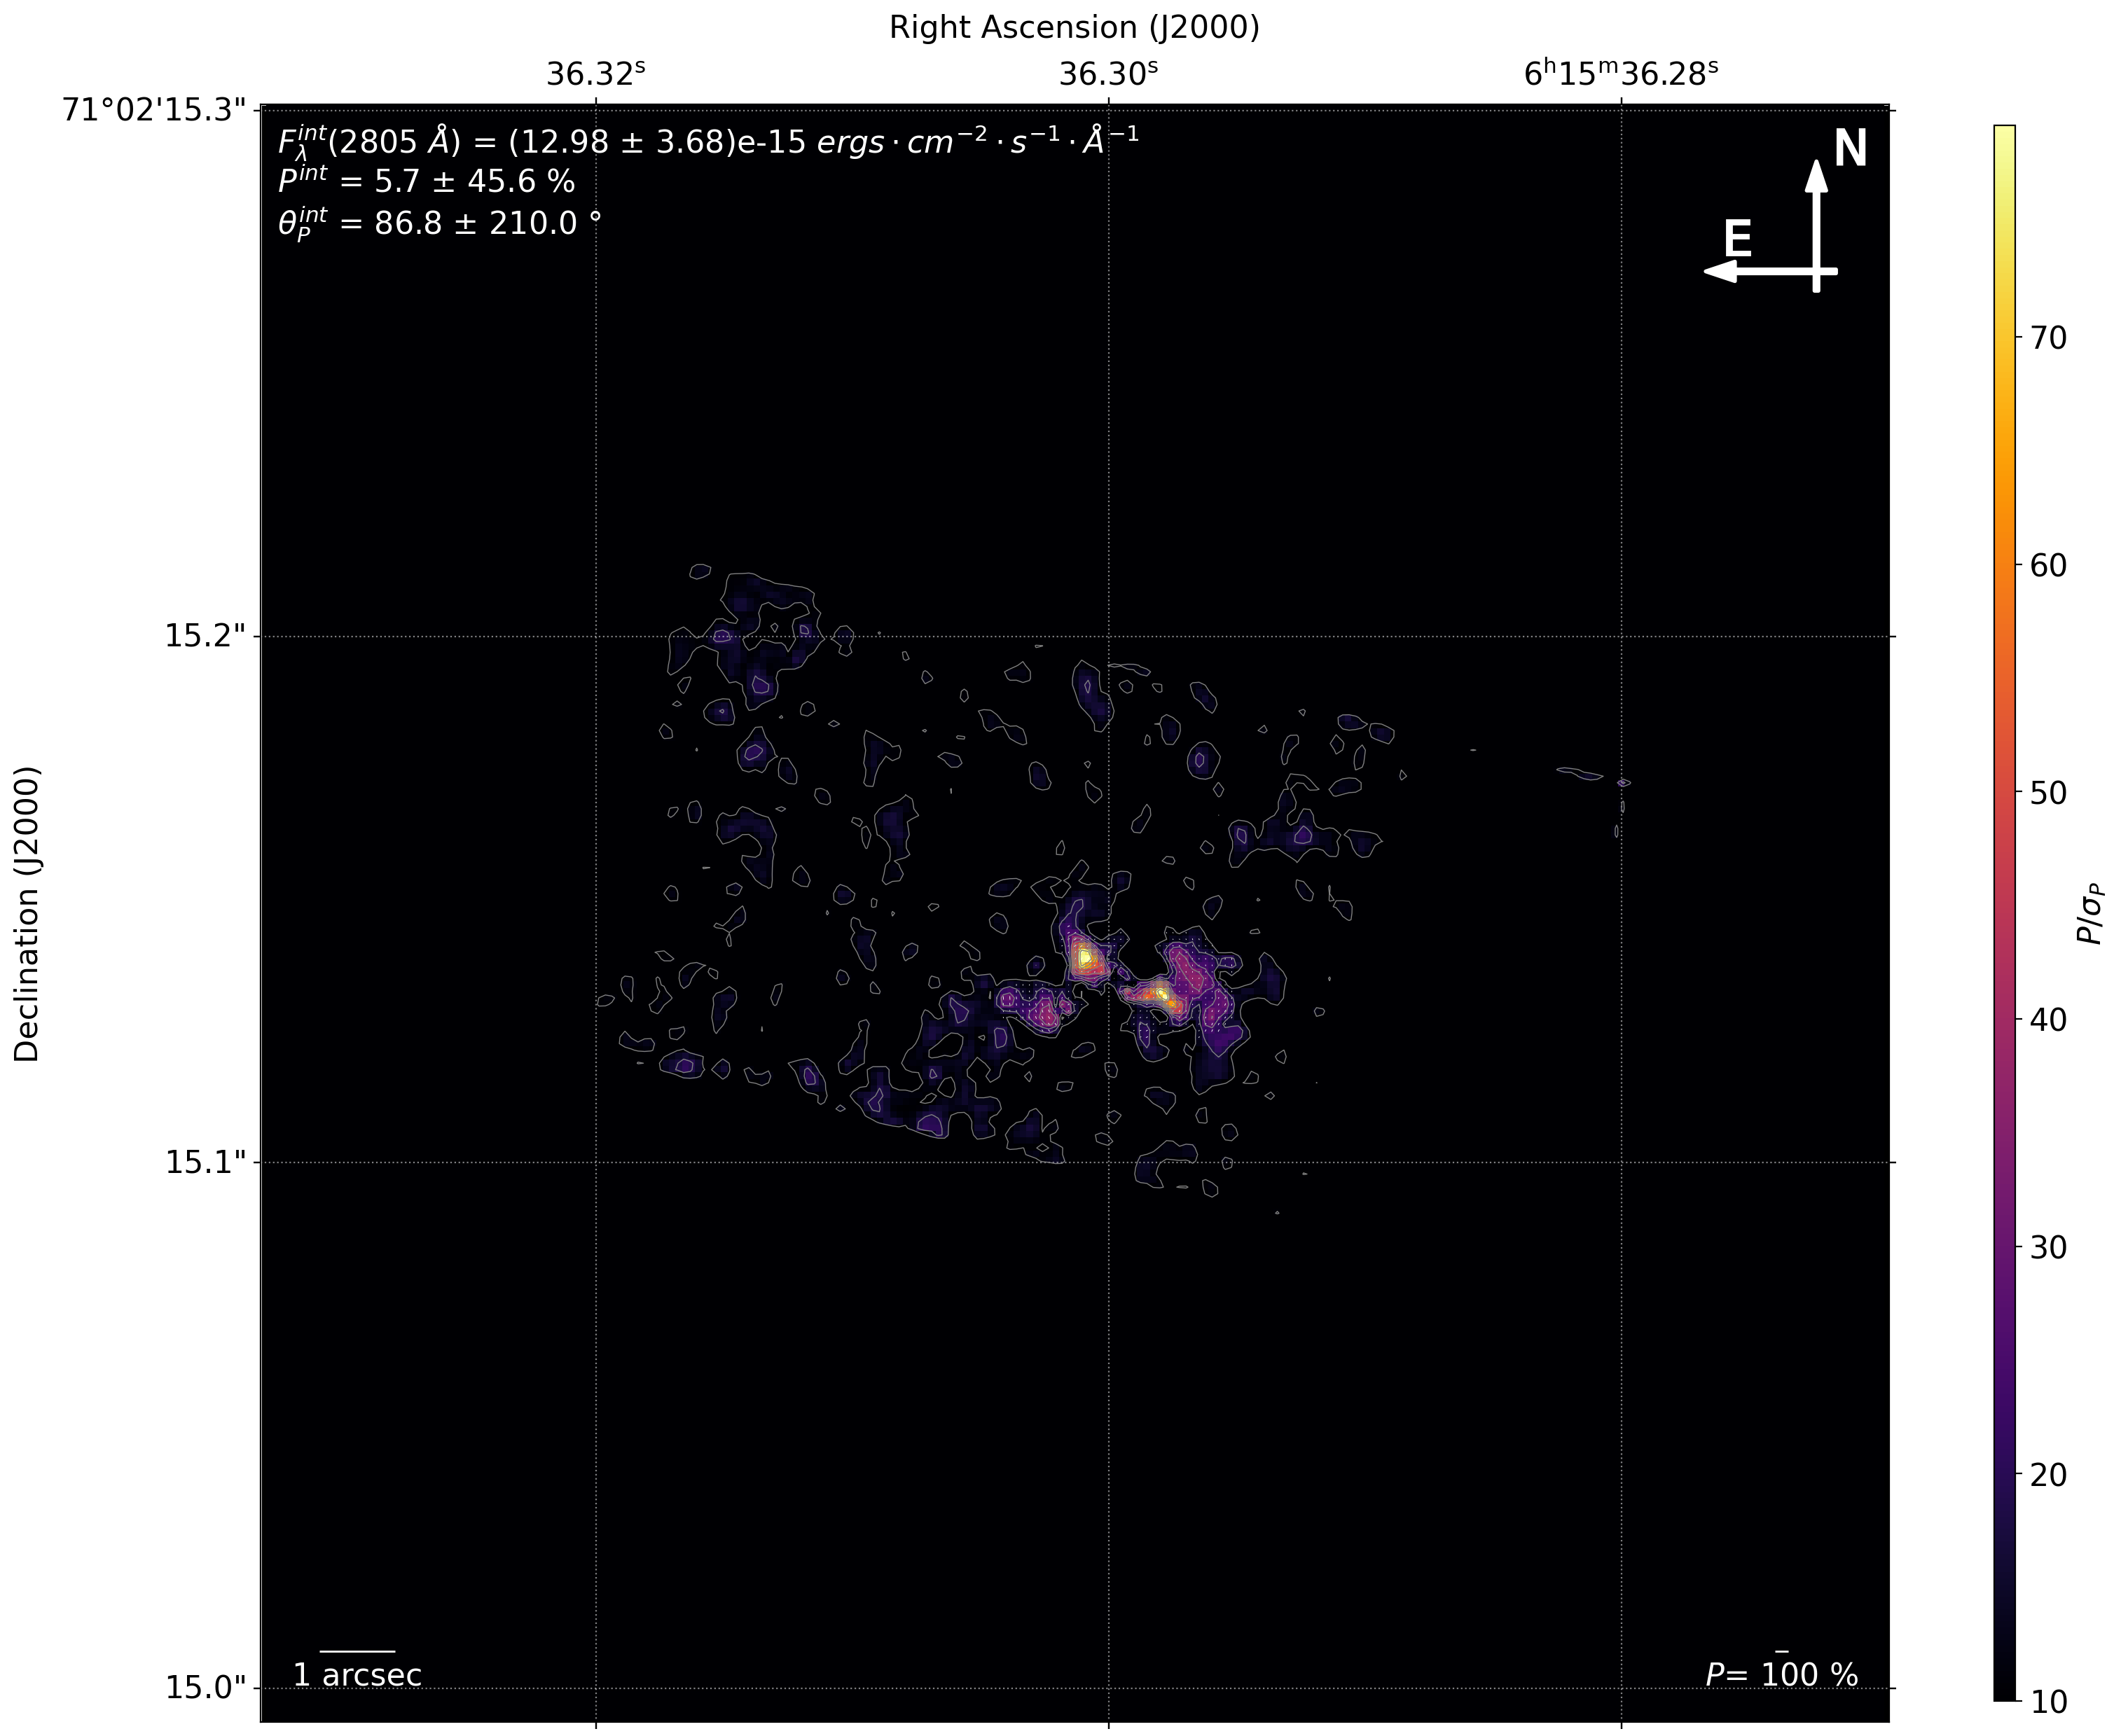 Right Ascension (J2000)
36.32ˢ 36.30ˢ 6ʰ15ᵐ36.28ˢ
71°02'15.3"
15.2"
15.1"
15.0"
Declination (J2000)
F_λ^int(2805 Å) = (12.98 ± 3.68)e-15 ergs · cm⁻² · s⁻¹ · Å⁻¹
P^int = 5.7 ± 45.6 %
θ_P^int = 86.8 ± 210.0 °
N
E
1 arcsec
P= 100 %
70
60
50
40
30
20
10
P/σ_P